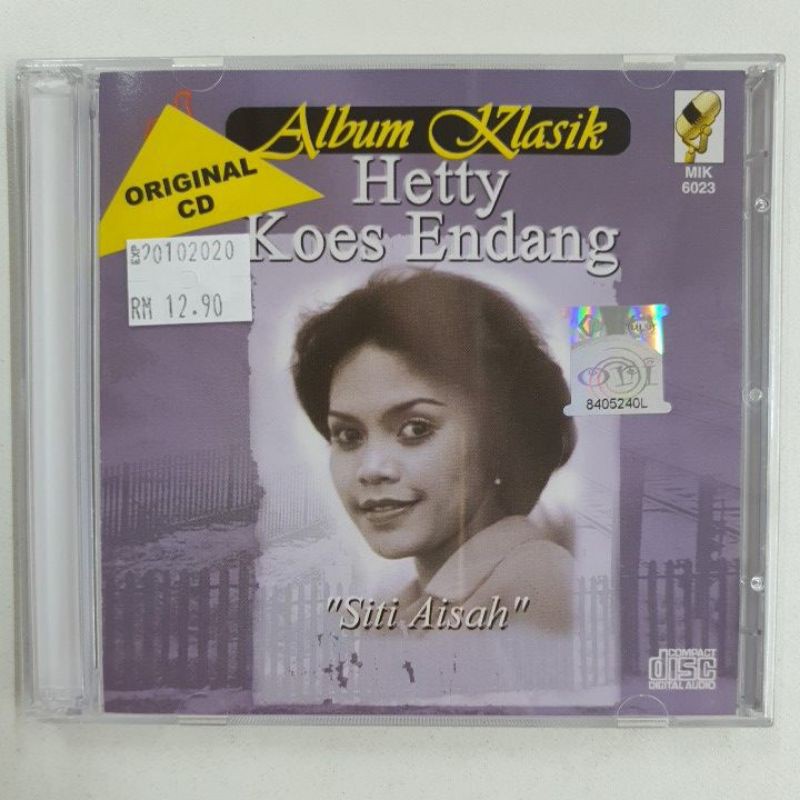 Album Klasik
Hetty
Koes Endang
ORIGINAL
CD
EXP 20102020
RM 12.90
MIK
6023
8405240L
"Siti Aisah"
COMPACT
disc
DIGITAL AUDIO